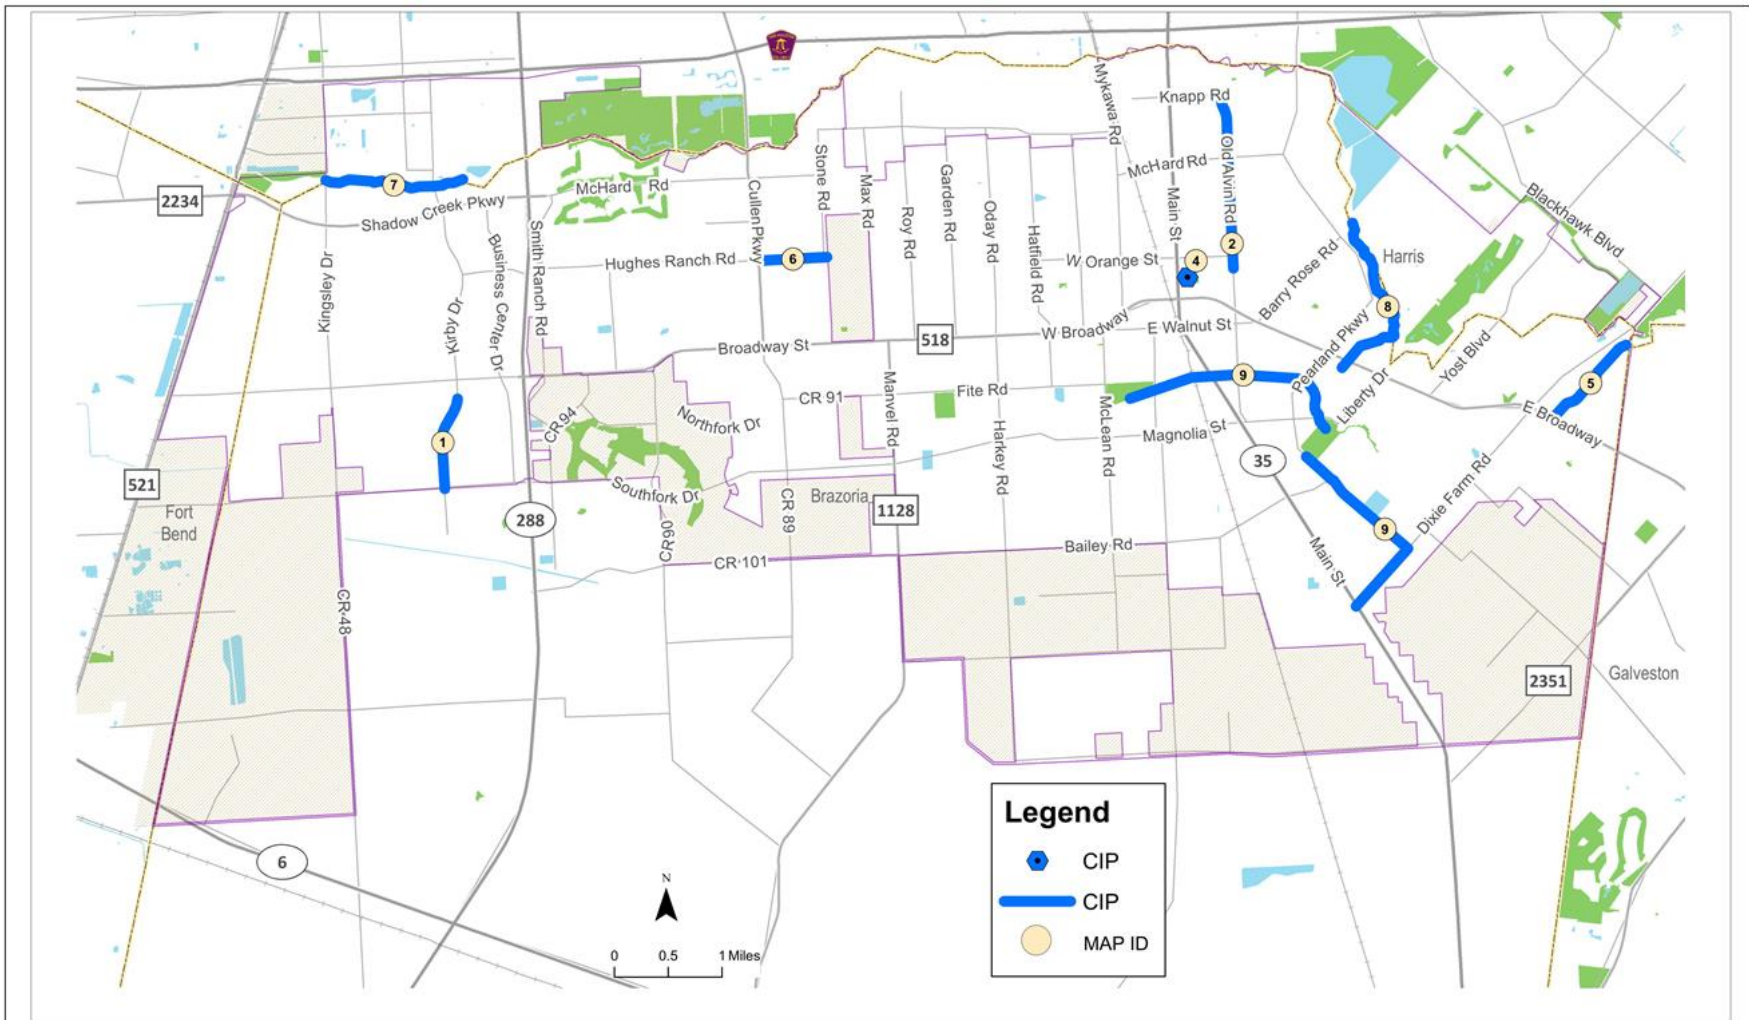 Knapp Rd
Mykawa Rd
Old Alvin Rd
McHard Rd
Main St
2234
7
McHard Rd
Shadow Creek Pkwy
Stone Rd
Max Rd
Cullen Pkwy
Garden Rd
Oday Rd
Roy Rd
Hatfield Rd
Blackhawk Blvd
Business Center Dr
Smith Ranch Rd
Kingsley Dr
Kirby Dr
Hughes Ranch Rd
6
W Orange St
4
2
Barry Rose Rd
Harris
8
Broadway St
518
W Broadway
E Walnut St
Pearland Pkwy
Yost Blvd
5
CR 91
Fite Rd
9
Liberty Dr
E Broadway
1
CR 94
Northfork Dr
Manvel Rd
Harkey Rd
McLean Rd
Magnolia St
35
521
Fort
Bend
288
Southfork Dr
CR 90
CR 89
Brazoria
1128
Dixie Farm Rd
9
CR 101
Bailey Rd
Main St
CR 48
2351
Galveston
6
N
0 0.5 1 Miles
Legend
CIP
CIP
MAP ID